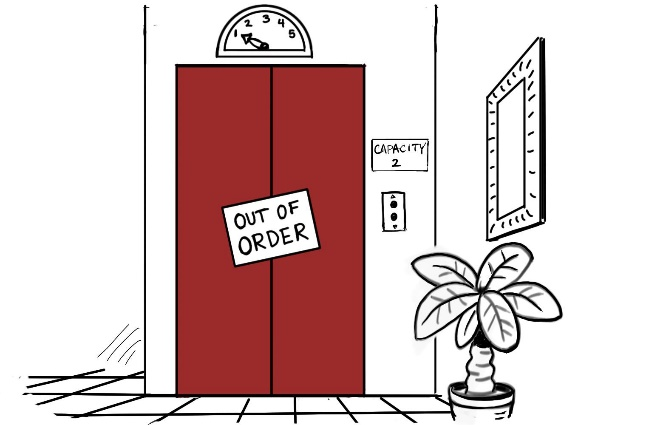 1 2 3 4 5
CAPACITY
2
OUT OF
ORDER